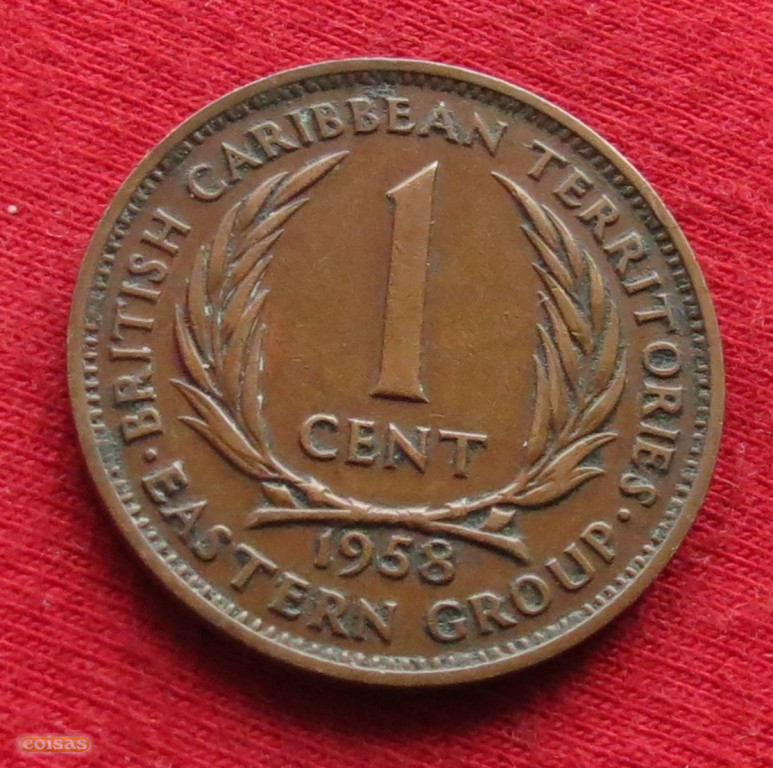 BRITISH CARIBBEAN TERRITORIES
1
CENT
1958
· EASTERN GROUP ·
coisas